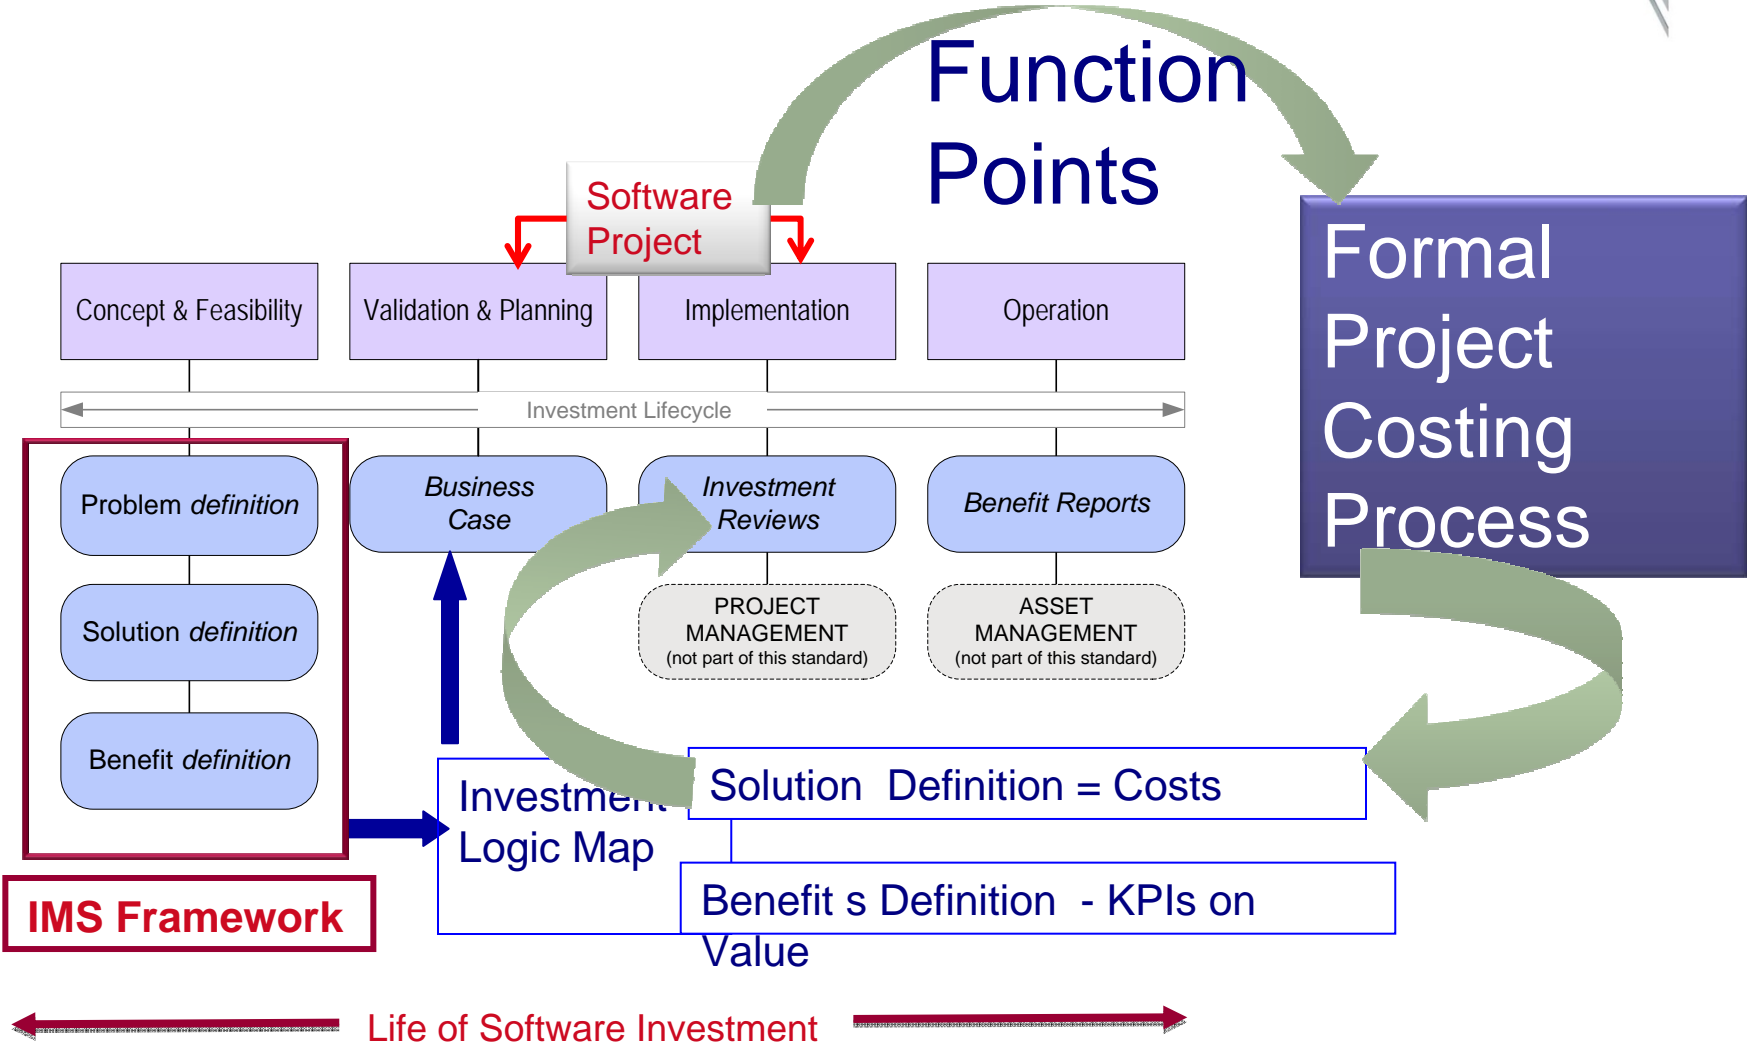 Function
Points
Software
Project
Formal
Project
Costing
Process
Concept & Feasibility
Validation & Planning
Implementation
Operation
Investment Lifecycle
Problem definition
Business
Case
Investment
Reviews
Benefit Reports
Solution definition
PROJECT
MANAGEMENT
(not part of this standard)
ASSET
MANAGEMENT
(not part of this standard)
Benefit definition
Investment
Logic Map
Solution  Definition = Costs
Benefit s Definition  - KPIs on
Value
IMS Framework
Life of Software Investment